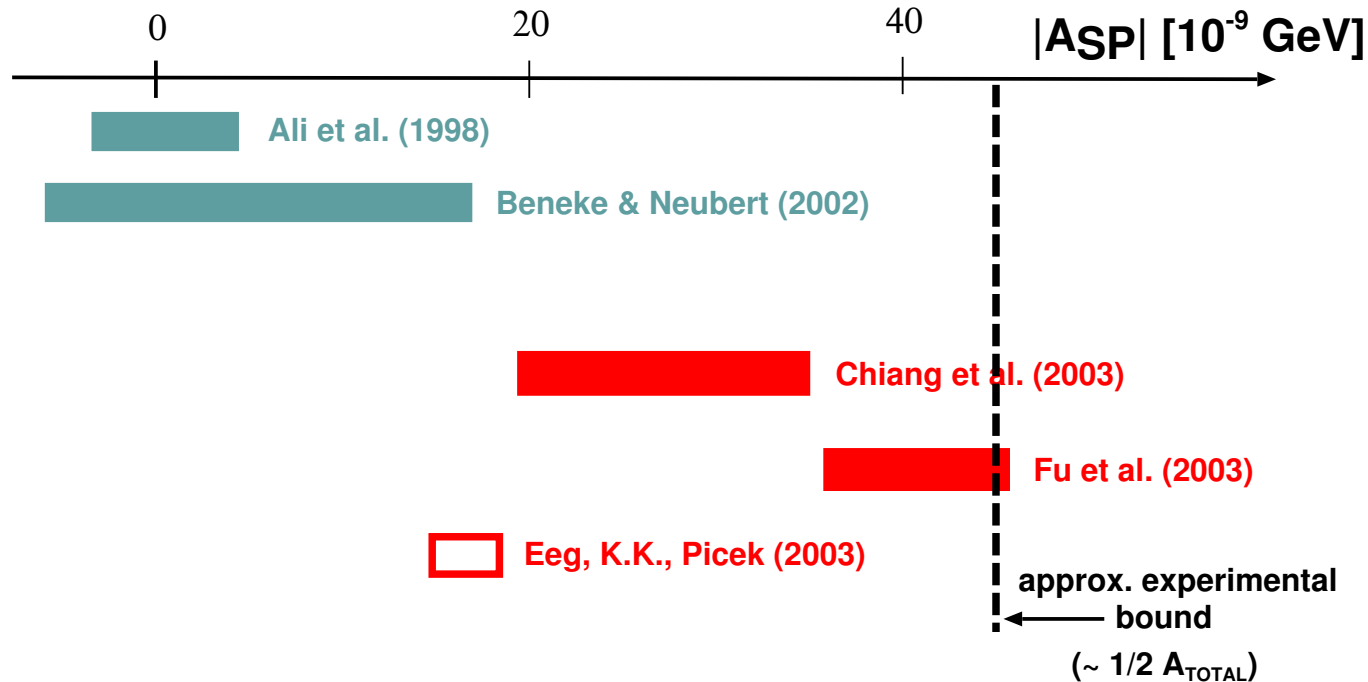 0 20 40 |ASP| [10⁻⁹ GeV]
Ali et al. (1998)
Beneke & Neubert (2002)
Chiang et al. (2003)
Fu et al. (2003)
Eeg, K.K., Picek (2003)
approx. experimental
bound
(~ 1/2 ATOTAL)